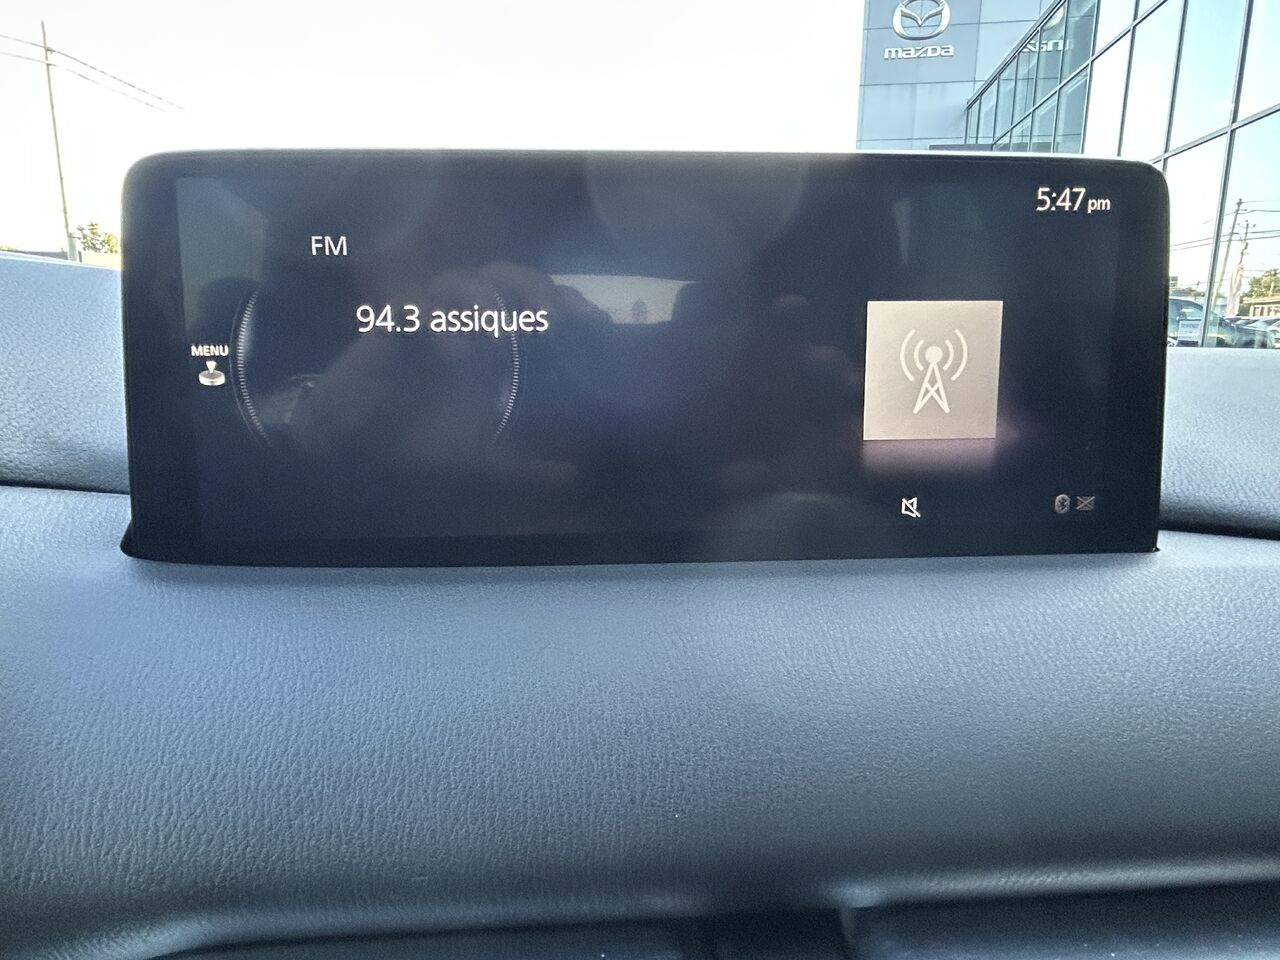 mazda
5:47 pm
FM
94.3 assiques
MENU